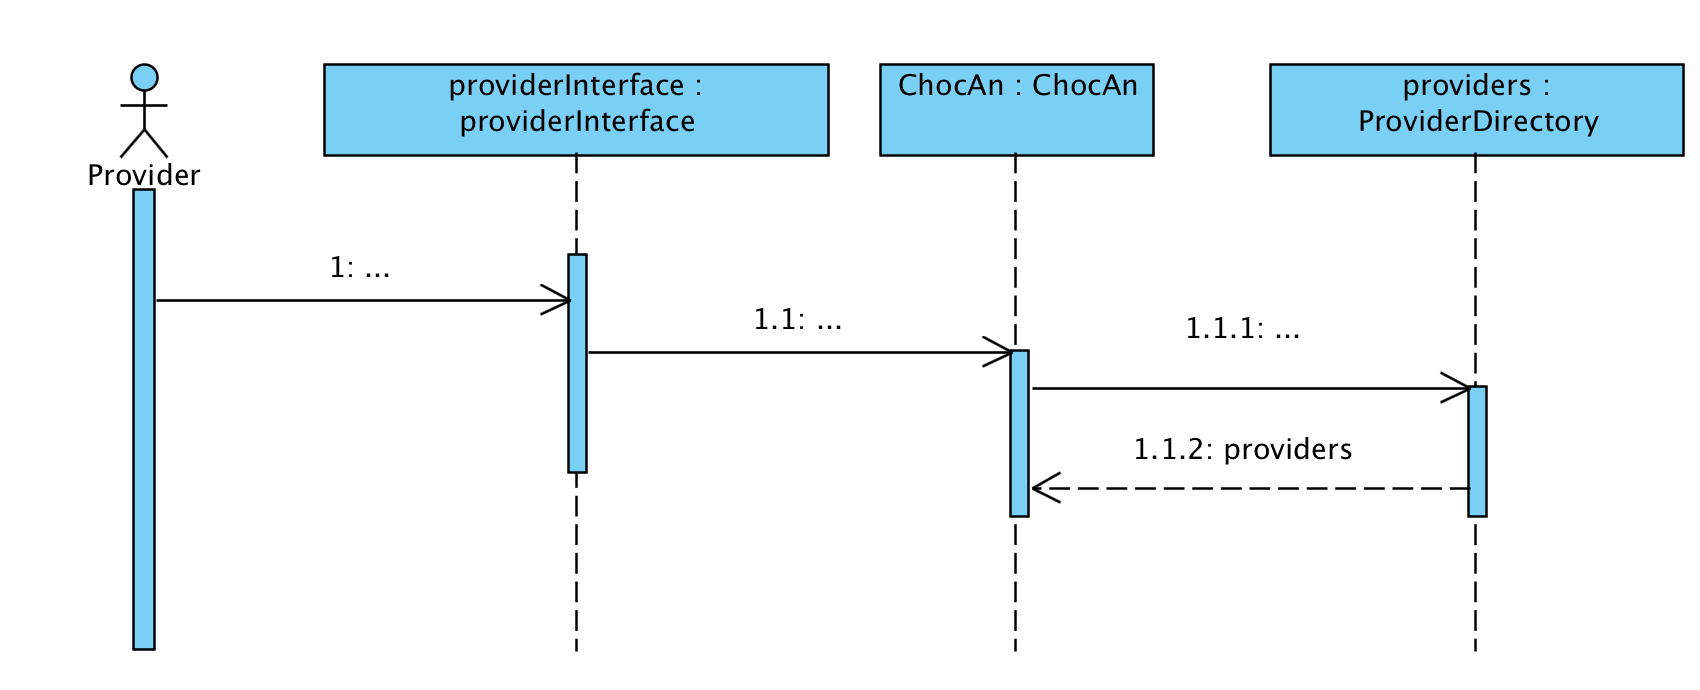 providerInterface :
providerInterface
ChocAn : ChocAn
providers :
ProviderDirectory
Provider
1: ...
1.1: ...
1.1.1: ...
1.1.2: providers